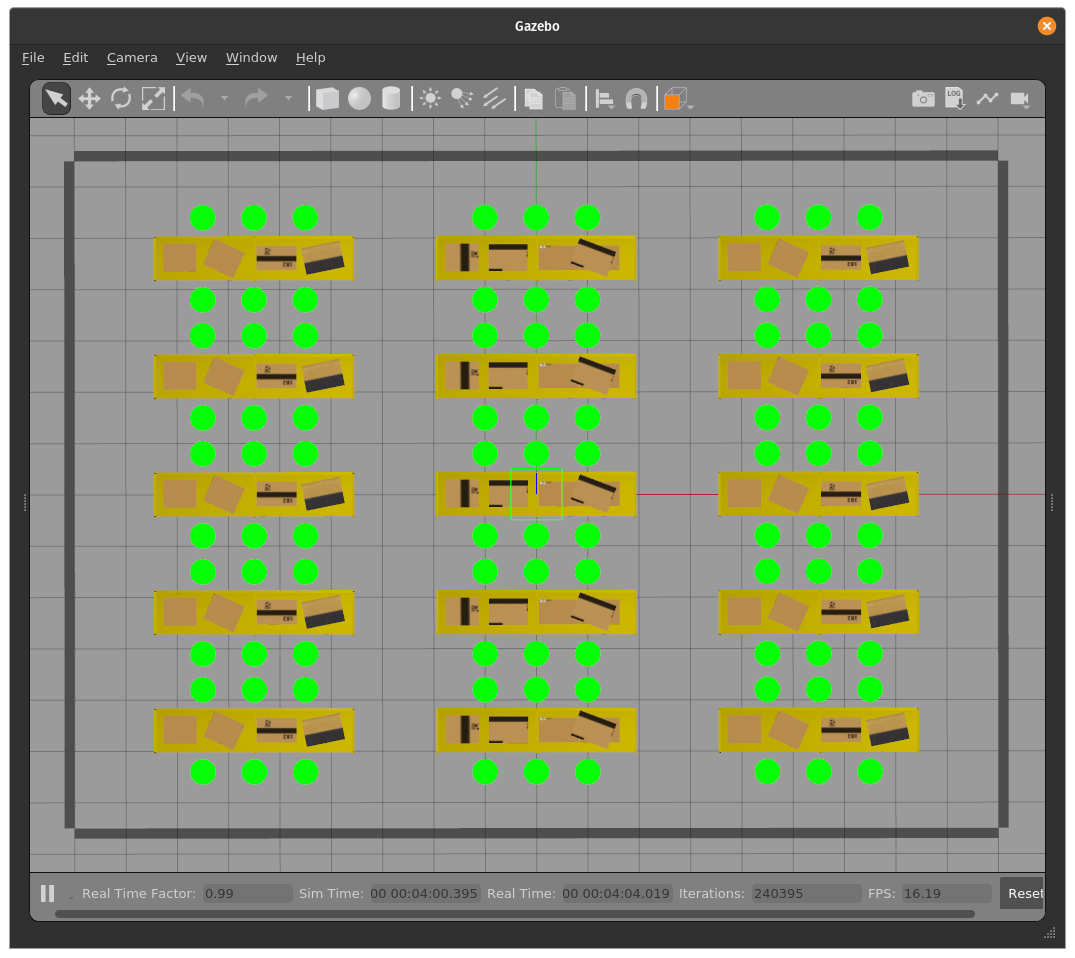 Gazebo
File Edit Camera View Window Help
LOG
Real Time Factor: 0.99 Sim Time: 00 00:04:00.395 Real Time: 00 00:04:04.019 Iterations: 240395 FPS: 16.19 Reset